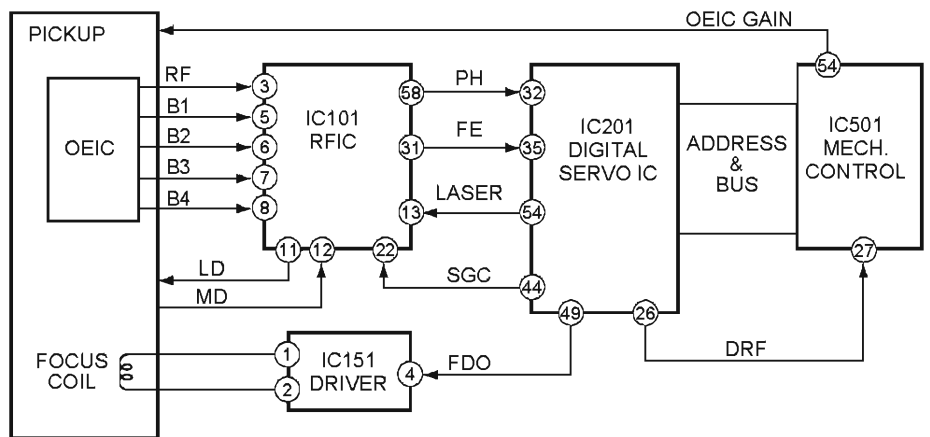 OEIC GAIN
PICKUP
54
RF
3
58
PH
32
B1
5
IC101
RFIC
IC201
DIGITAL
SERVO IC
ADDRESS
&
BUS
IC501
MECH.
CONTROL
OEIC
B2
6
31
FE
35
B3
7
B4
8
13
LASER
54
11
12
22
27
LD
SGC
44
MD
49
26
FOCUS
COIL
1
2
IC151
DRIVER
4
FDO
DRF